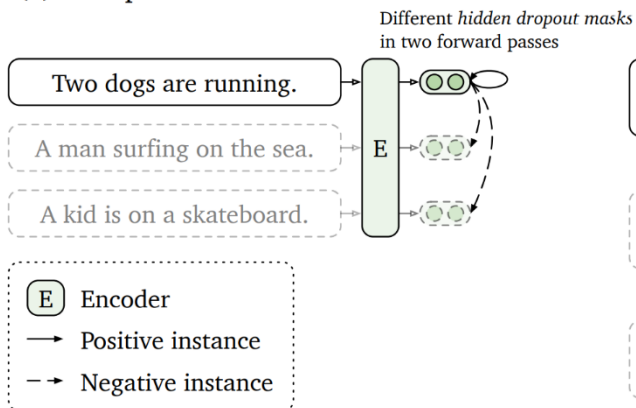 Different hidden dropout masks
in two forward passes
Two dogs are running.
A man surfing on the sea.
E
A kid is on a skateboard.
E Encoder
Positive instance
Negative instance